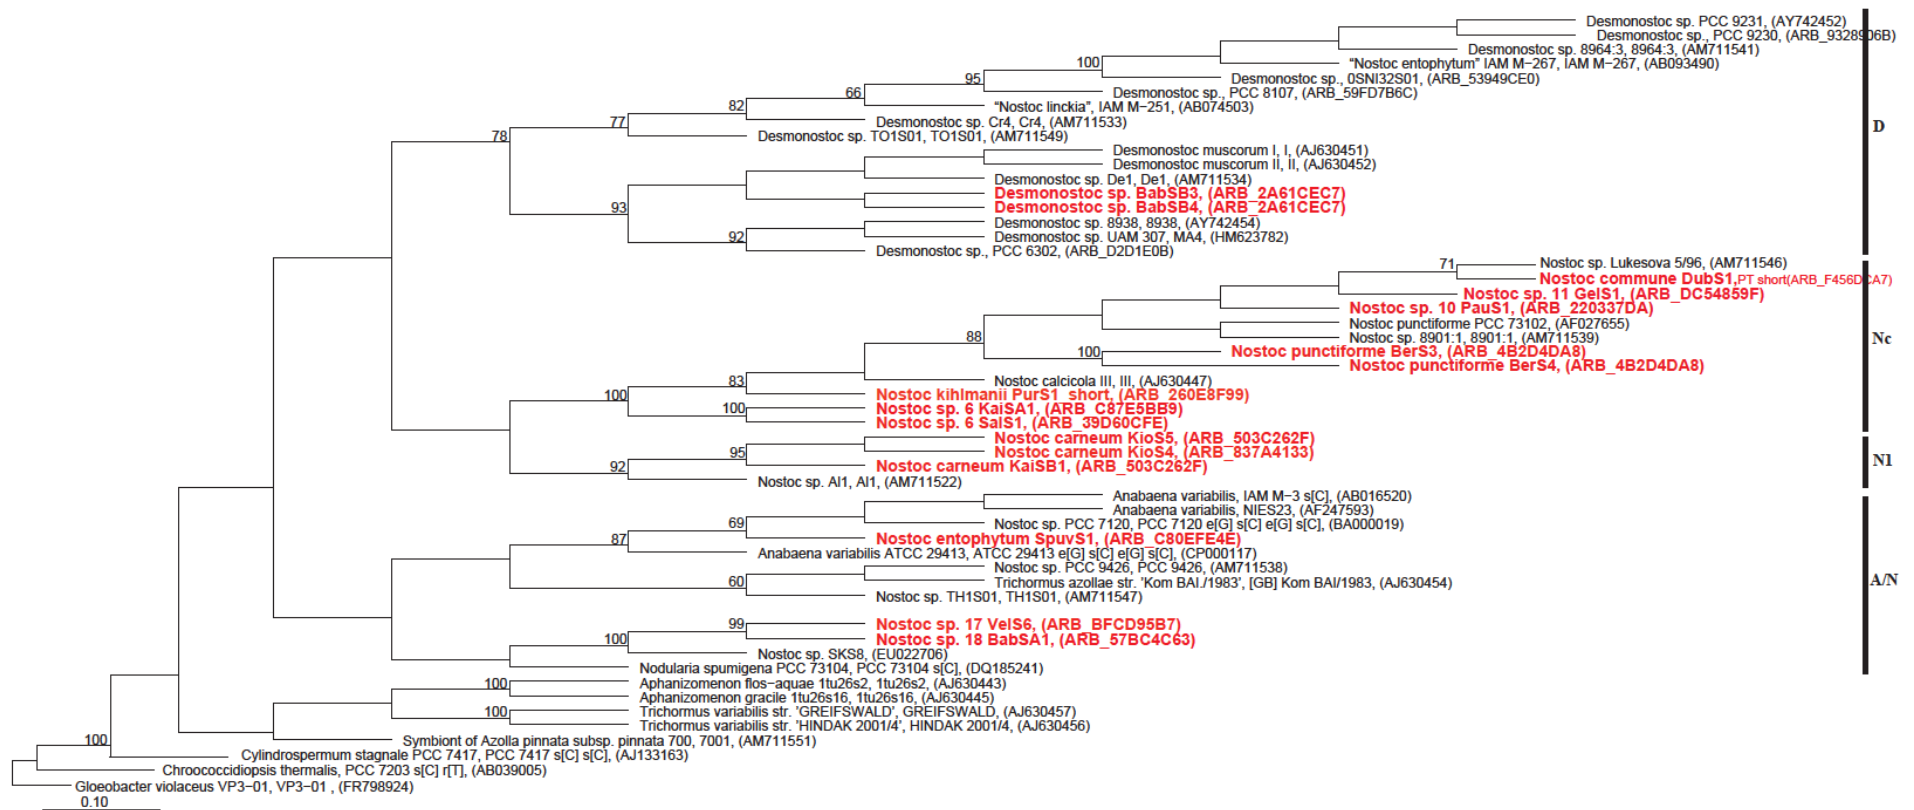 Desmonostoc sp. PCC 9231, (AY742452)
Desmonostoc sp., PCC 9230, (ARB_9328906B)
Desmonostoc sp. 8964:3, 8964:3, (AM711541)
100
“Nostoc entophytum” IAM M−267, IAM M−267, (AB093490)
95
Desmonostoc sp., 0SNI32S01, (ARB_53949CE0)
66
Desmonostoc sp., PCC 8107, (ARB_59FD7B6C)
82
“Nostoc linckia”, IAM M−251, (AB074503)
77
Desmonostoc sp. Cr4, Cr4, (AM711533)
D
78
Desmonostoc sp. TO1S01, TO1S01, (AM711549)
Desmonostoc muscorum I, I, (AJ630451)
Desmonostoc muscorum II, II, (AJ630452)
Desmonostoc sp. De1, De1, (AM711534)
Desmonostoc sp. BabSB3, (ARB_2A61CEC7)
93
Desmonostoc sp. BabSB4, (ARB_2A61CEC7)
Desmonostoc sp. 8938, 8938, (AY742454)
92
Desmonostoc sp. UAM 307, MA4, (HM623782)
Desmonostoc sp., PCC 6302, (ARB_D2D1E0B)
71
Nostoc sp. Lukesova 5/96, (AM711546)
Nostoc commune DubS1,PT short(ARB_F456DCA7)
Nostoc sp. 11 GelS1, (ARB_DC54859F)
Nostoc sp. 10 PauS1, (ARB_220337DA)
Nostoc punctiforme PCC 73102, (AF027655)
88
Nostoc sp. 8901:1, 8901:1, (AM711539)
Nc
100
Nostoc punctiforme BerS3, (ARB_4B2D4DA8)
Nostoc punctiforme BerS4, (ARB_4B2D4DA8)
83
Nostoc calcicola III, III, (AJ630447)
100
Nostoc kihlmanii PurS1_short, (ARB_260E8F99)
100
Nostoc sp. 6 KaiSA1, (ARB_C87E5BB9)
Nostoc sp. 6 SalS1, (ARB_39D60CFE)
Nostoc carneum KioS5, (ARB_503C262F)
95
Nostoc carneum KioS4, (ARB_837A4133)
N1
92
Nostoc carneum KaiSB1, (ARB_503C262F)
Nostoc sp. Al1, Al1, (AM711522)
Anabaena variabilis, IAM M−3 s[C], (AB016520)
Anabaena variabilis, NIES23, (AF247593)
69
Nostoc sp. PCC 7120, PCC 7120 e[G] s[C] e[G] s[C], (BA000019)
87
Nostoc entophytum SpuvS1, (ARB_C80EFE4E)
Anabaena variabilis ATCC 29413, ATCC 29413 e[G] s[C] e[G] s[C], (CP000117)
Nostoc sp. PCC 9426, PCC 9426, (AM711538)
60
Trichormus azollae str. 'Kom BAI./1983', [GB] Kom BAI/1983, (AJ630454)
A/N
Nostoc sp. TH1S01, TH1S01, (AM711547)
99
Nostoc sp. 17 VelS6, (ARB_BFCD95B7)
100
Nostoc sp. 18 BabSA1, (ARB_57BC4C63)
Nostoc sp. SKS8, (EU022706)
Nodularia spumigena PCC 73104, PCC 73104 s[C], (DQ185241)
100
Aphanizomenon flos−aquae 1tu26s2, 1tu26s2, (AJ630443)
Aphanizomenon gracile 1tu26s16, 1tu26s16, (AJ630445)
100
Trichormus variabilis str. 'GREIFSWALD', GREIFSWALD, (AJ630457)
Trichormus variabilis str. 'HINDAK 2001/4', HINDAK 2001/4, (AJ630456)
100
Symbiont of Azolla pinnata subsp. pinnata 700, 7001, (AM711551)
Cylindrospermum stagnale PCC 7417, PCC 7417 s[C] s[C], (AJ133163)
Chroococcidiopsis thermalis, PCC 7203 s[C] r[T], (AB039005)
Gloeobacter violaceus VP3−01, VP3−01 , (FR798924)
0.10